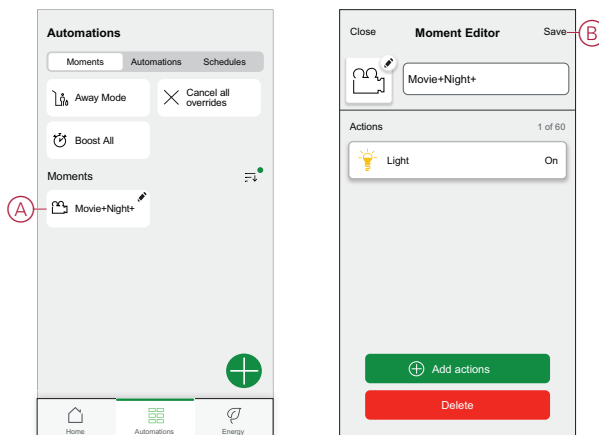 Automations
Moments Automations Schedules
Away Mode
Cancel all
overrides
Boost All
Moments
A
Movie+Night+
Home Automations Energy
Close Moment Editor Save
B
Movie+Night+
Actions 1 of 60
Light On
Add actions
Delete